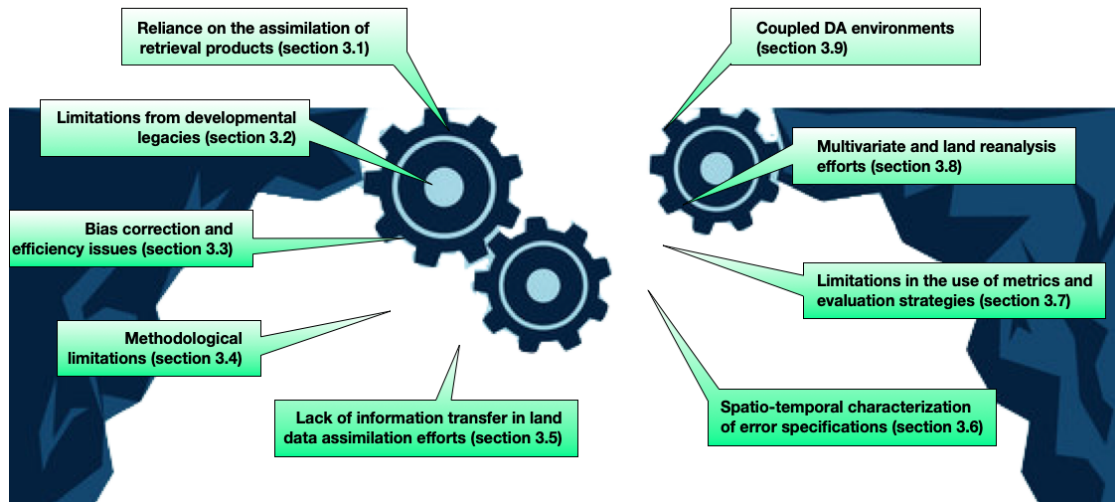 Reliance on the assimilation of
retrieval products (section 3.1)
Limitations from developmental
legacies (section 3.2)
Bias correction and
efficiency issues (section 3.3)
Methodological
limitations (section 3.4)
Lack of information transfer in land
data assimilation efforts (section 3.5)
Coupled DA environments
(section 3.9)
Multivariate and land reanalysis
efforts (section 3.8)
Limitations in the use of metrics and
evaluation strategies (section 3.7)
Spatio-temporal characterization
of error specifications (section 3.6)